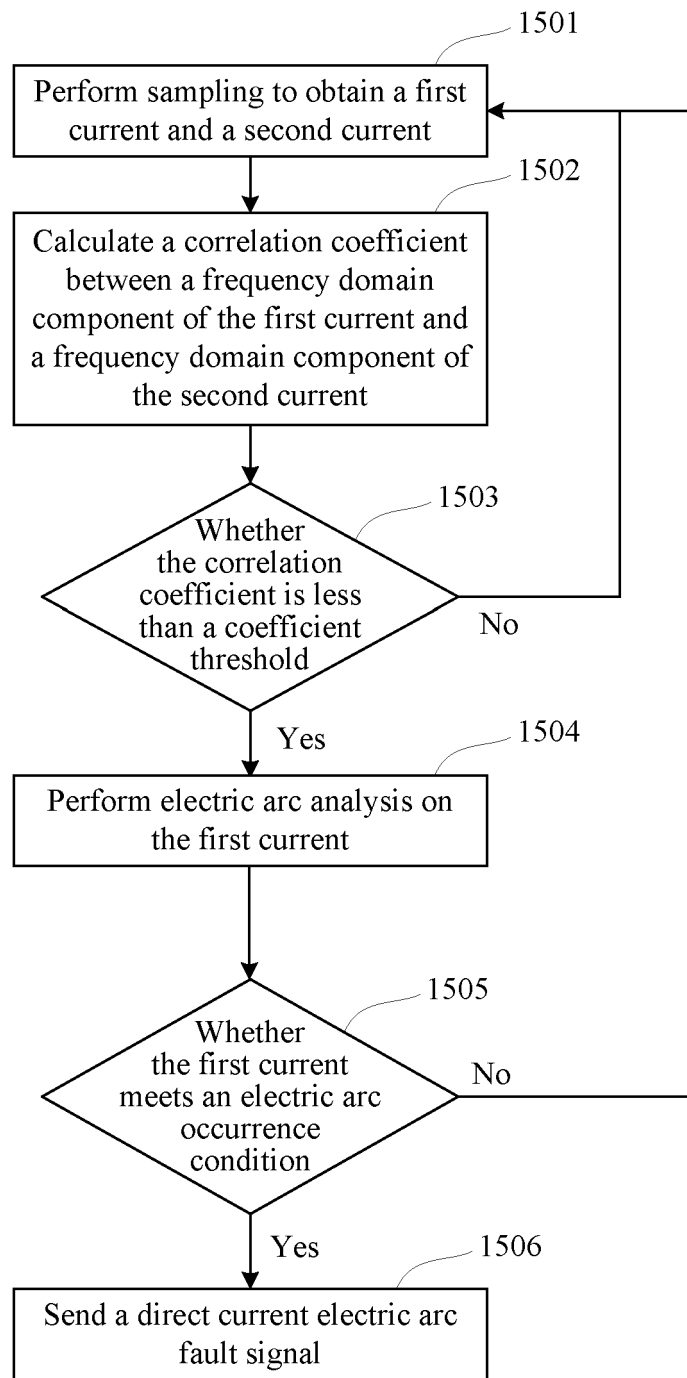 1501
Perform sampling to obtain a first
current and a second current
1502
Calculate a correlation coefficient
between a frequency domain
component of the first current and
a frequency domain component of
the second current
1503
Whether
the correlation
coefficient is less
than a coefficient
threshold
No
Yes
1504
Perform electric arc analysis on
the first current
1505
Whether
the first current
meets an electric arc
occurrence
condition
No
Yes
1506
Send a direct current electric arc
fault signal